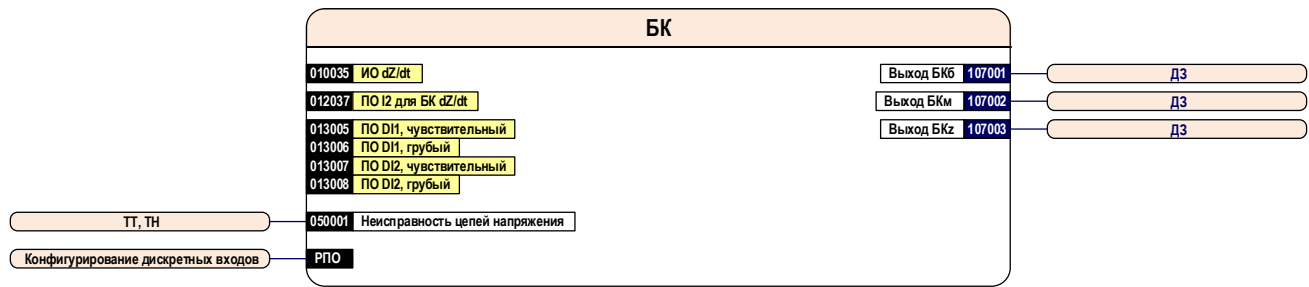 БК
010035 ИО dZ/dt
Выход БКб 107001 ДЗ
012037 ПО I2 для БК dZ/dt
Выход БКм 107002 ДЗ
013005 ПО DI1, чувствительный
Выход БКz 107003 ДЗ
013006 ПО DI1, грубый
013007 ПО DI2, чувствительный
013008 ПО DI2, грубый
ТТ, ТН 050001 Неисправность цепей напряжения
Конфигурирование дискретных входов РПО